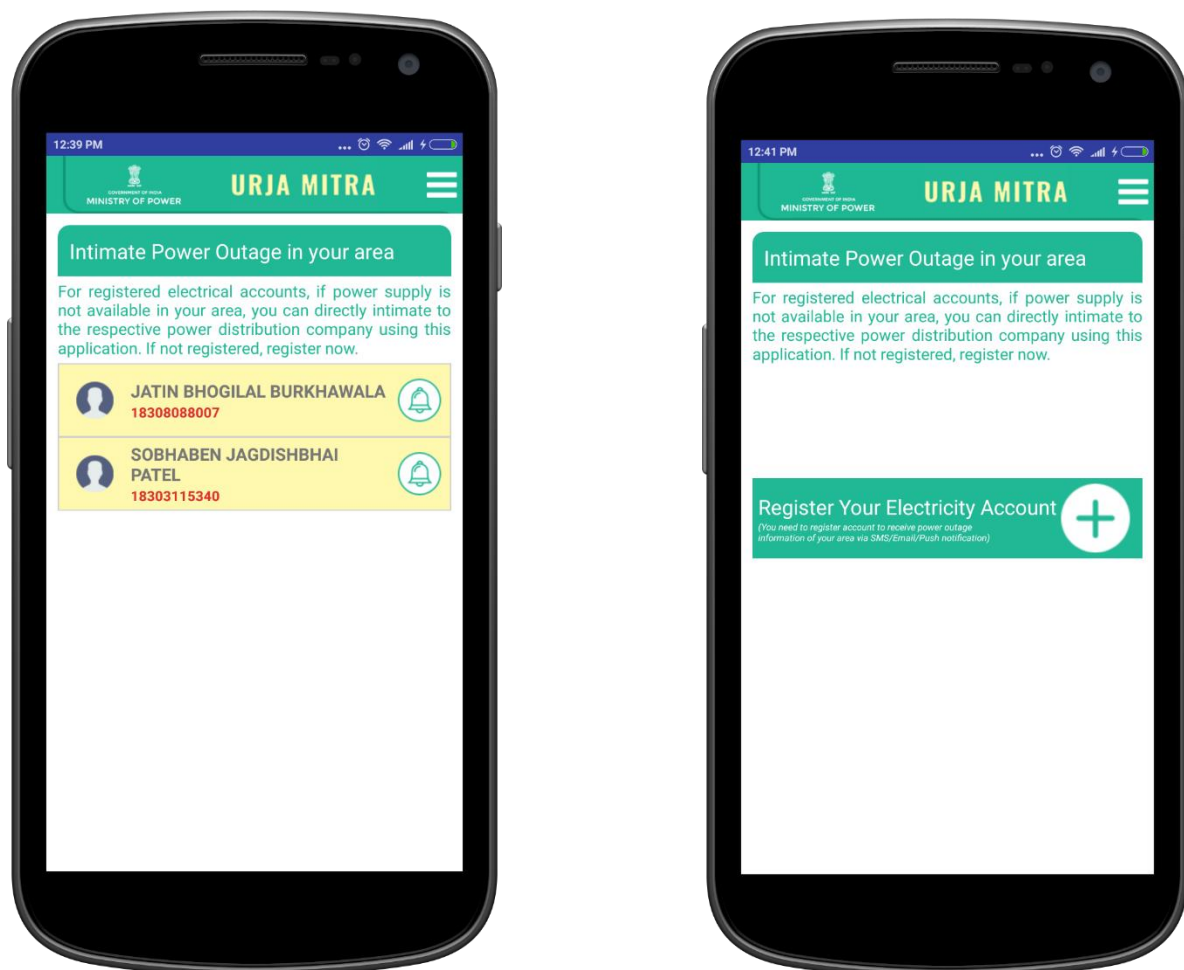 12:39 PM
GOVERNMENT OF INDIA
MINISTRY OF POWER
URJA MITRA
Intimate Power Outage in your area
For registered electrical accounts, if power supply is
not available in your area, you can directly intimate to
the respective power distribution company using this
application. If not registered, register now.
JATIN BHOGILAL BURKHAWALA
18308088007
SOBHABEN JAGDISHBHAI
PATEL
18303115340
12:41 PM
GOVERNMENT OF INDIA
MINISTRY OF POWER
URJA MITRA
Intimate Power Outage in your area
For registered electrical accounts, if power supply is
not available in your area, you can directly intimate to
the respective power distribution company using this
application. If not registered, register now.
Register Your Electricity Account
(You need to register account to receive power outage
information of your area via SMS/Email/Push notification)